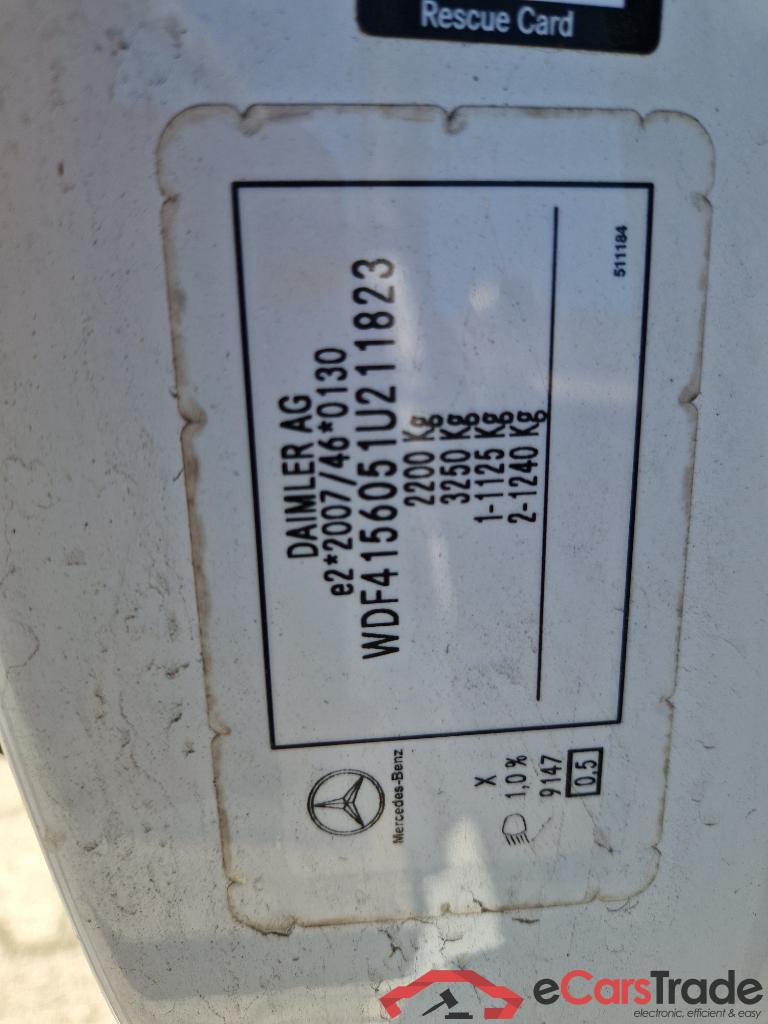 Rescue Card
DAIMLER AG
e2*2007/46*0130
WDF4156051U211823
2200 Kg
3250 Kg
1-1125 Kg
2-1240 Kg
511184
Mercedes-Benz
X
1,0 %
9147
0,5
eCarsTrade
electronic, efficient & easy